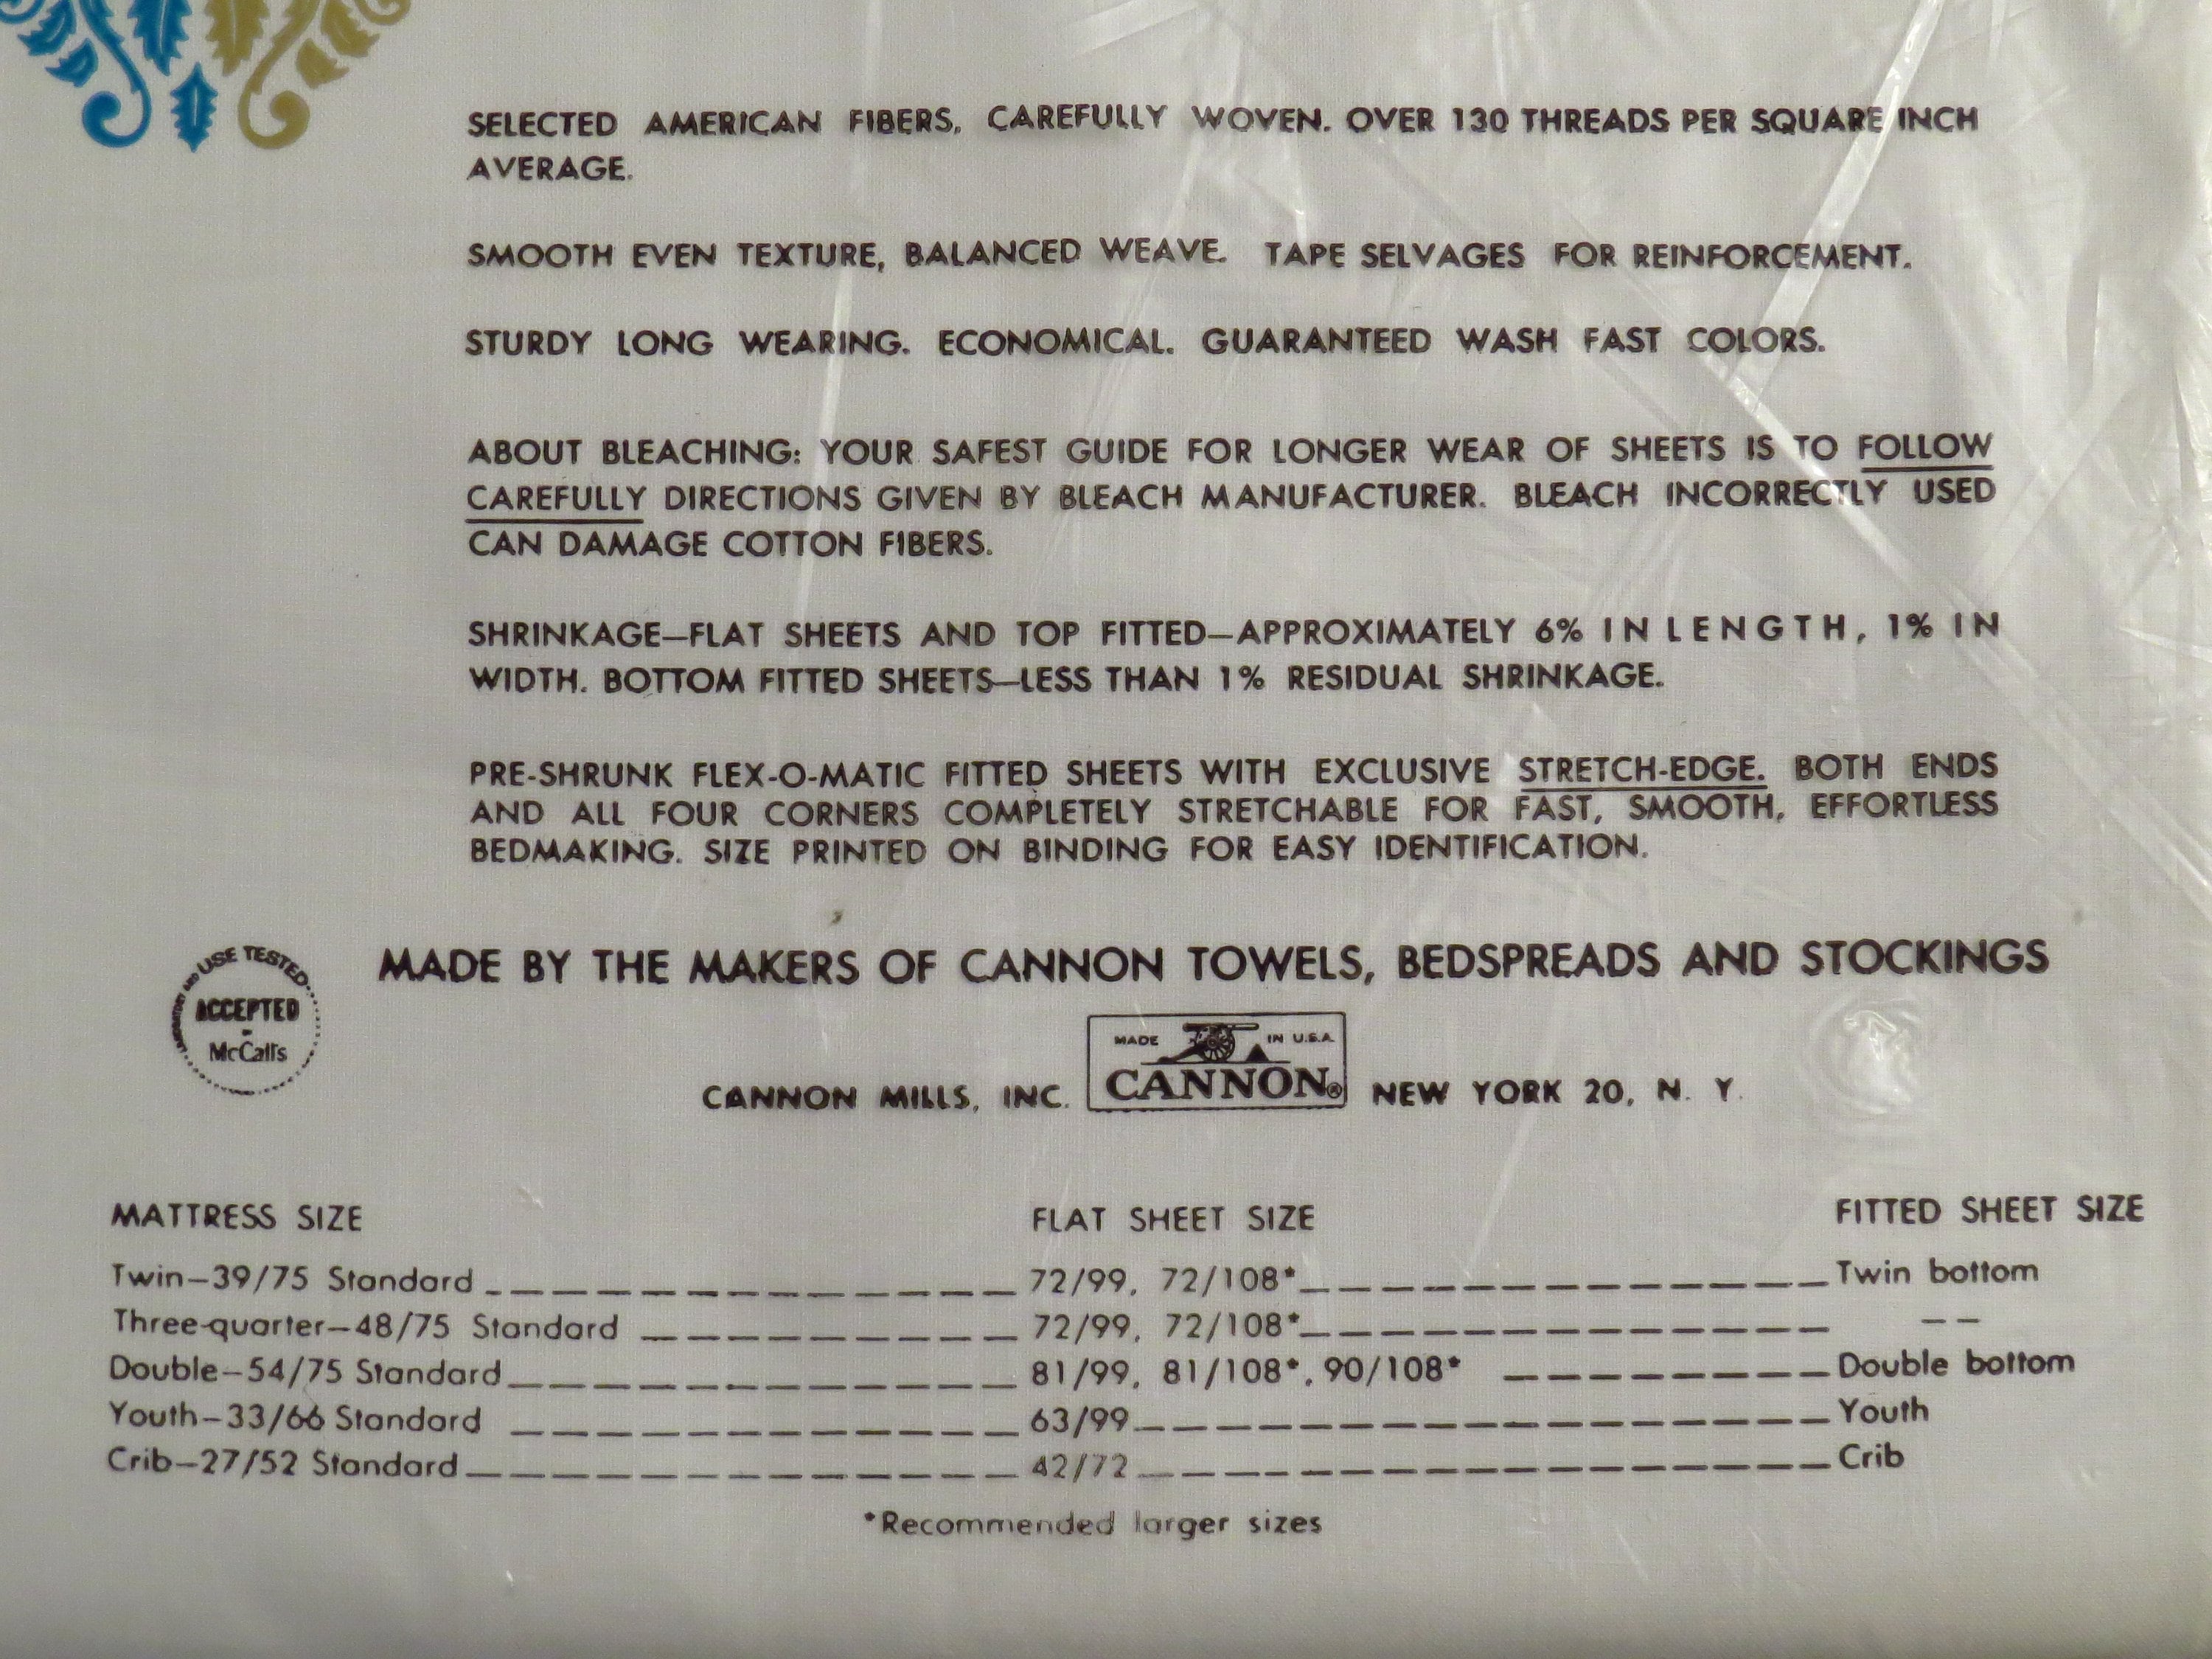 SELECTED AMERICAN FIBERS, CAREFULLY WOVEN. OVER 130 THREADS PER SQUARE INCH
AVERAGE.
SMOOTH EVEN TEXTURE, BALANCED WEAVE. TAPE SELVAGES FOR REINFORCEMENT.
STURDY LONG WEARING. ECONOMICAL. GUARANTEED WASH FAST COLORS.
ABOUT BLEACHING: YOUR SAFEST GUIDE FOR LONGER WEAR OF SHEETS IS TO FOLLOW
CAREFULLY DIRECTIONS GIVEN BY BLEACH MANUFACTURER. BLEACH INCORRECTLY USED
CAN DAMAGE COTTON FIBERS.
SHRINKAGE—FLAT SHEETS AND TOP FITTED—APPROXIMATELY 6% IN LENGTH, 1% IN
WIDTH. BOTTOM FITTED SHEETS—LESS THAN 1% RESIDUAL SHRINKAGE.
PRE-SHRUNK FLEX-O-MATIC FITTED SHEETS WITH EXCLUSIVE STRETCH-EDGE. BOTH ENDS
AND ALL FOUR CORNERS COMPLETELY STRETCHABLE FOR FAST, SMOOTH, EFFORTLESS
BEDMAKING. SIZE PRINTED ON BINDING FOR EASY IDENTIFICATION.
LABORATORY AND USE TESTED
ACCEPTED
McCall's
MADE BY THE MAKERS OF CANNON TOWELS, BEDSPREADS AND STOCKINGS
MADE IN U.S.A.
CANNON MILLS, INC. CANNON® NEW YORK 20, N. Y.
MATTRESS SIZE FLAT SHEET SIZE FITTED SHEET SIZE
Twin—39/75 Standard 72/99, 72/108* Twin bottom
Three-quarter—48/75 Standard 72/99, 72/108* — —
Double—54/75 Standard 81/99, 81/108*, 90/108* Double bottom
Youth—33/66 Standard 63/99 Youth
Crib—27/52 Standard 42/72 Crib
*Recommended larger sizes